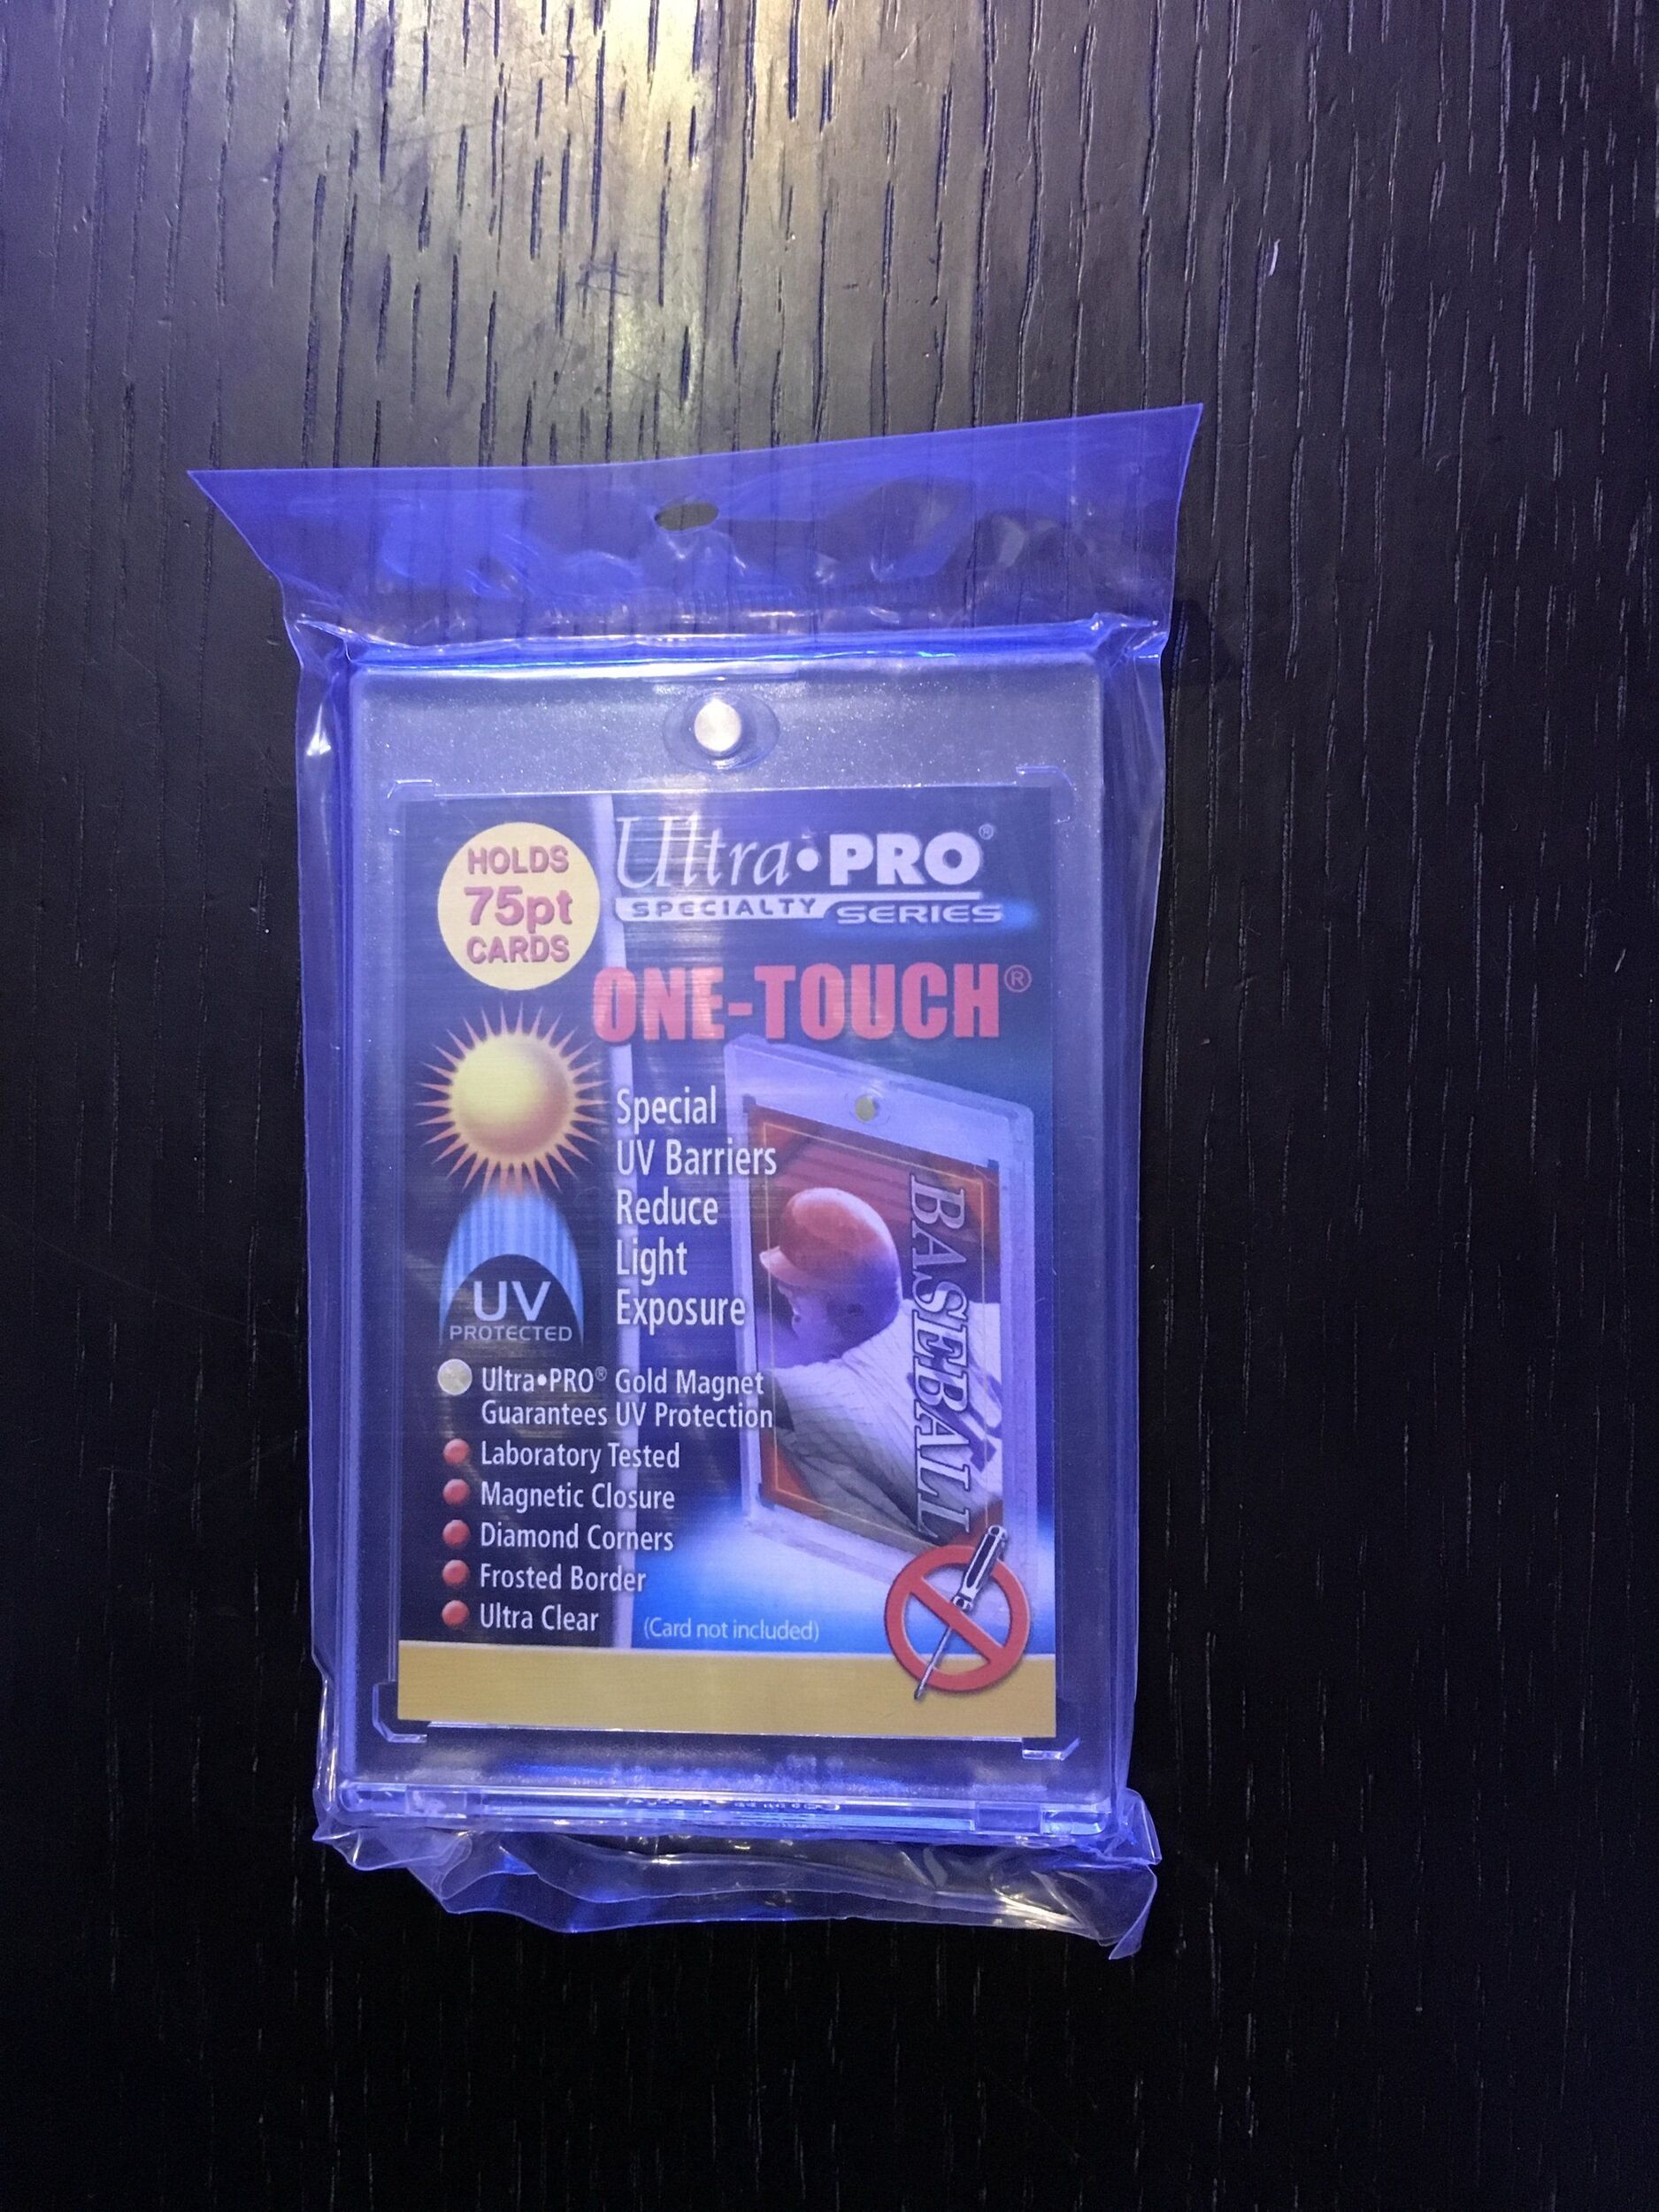 HOLDS
75pt
CARDS
Ultra•PRO®
SPECIALTY SERIES
ONE-TOUCH®
Special
UV Barriers
Reduce
Light
Exposure
BASEBALL
UV
PROTECTED
Ultra•PRO® Gold Magnet
Guarantees UV Protection
Laboratory Tested
Magnetic Closure
Diamond Corners
Frosted Border
Ultra Clear
(Card not included)